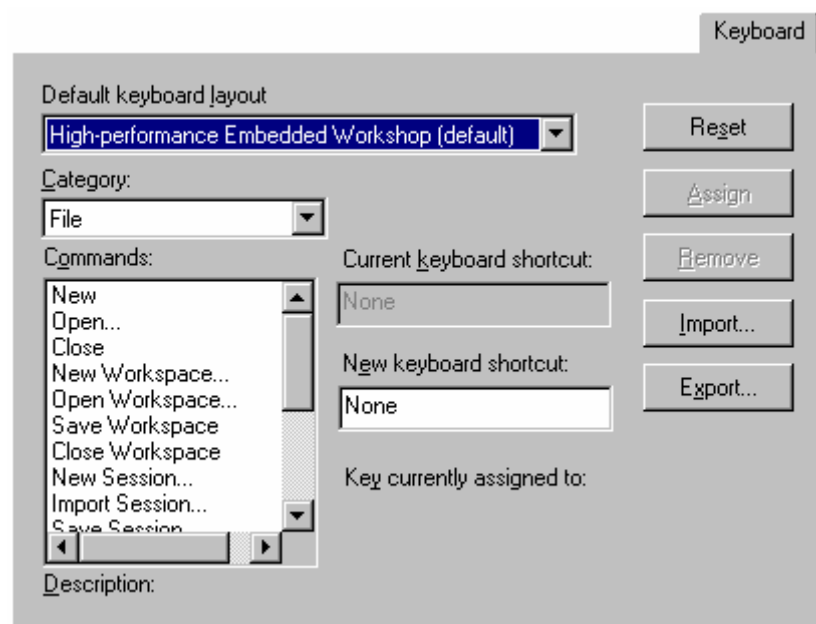 Keyboard
Default keyboard layout
High-performance Embedded Workshop (default)
Reset
Category:
Assign
File
Commands:
Current keyboard shortcut:
Remove
New
None
Open...
Import...
Close
New Workspace...
New keyboard shortcut:
Open Workspace...
Export...
Save Workspace
None
Close Workspace
New Session...
Key currently assigned to:
Import Session...
Save Session
Description: